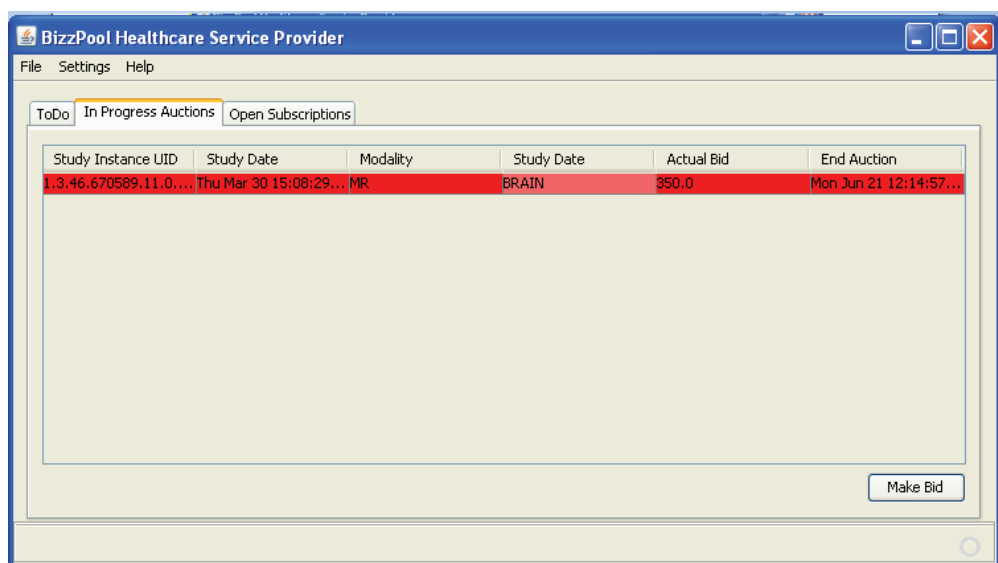 BizzPool Healthcare Service Provider
File Settings Help
ToDo In Progress Auctions Open Subscriptions
Study Instance UID Study Date Modality Study Date Actual Bid End Auction
1.3.46.670589.11.0.... Thu Mar 30 15:08:29... MR BRAIN 350.0 Mon Jun 21 12:14:57...
Make Bid